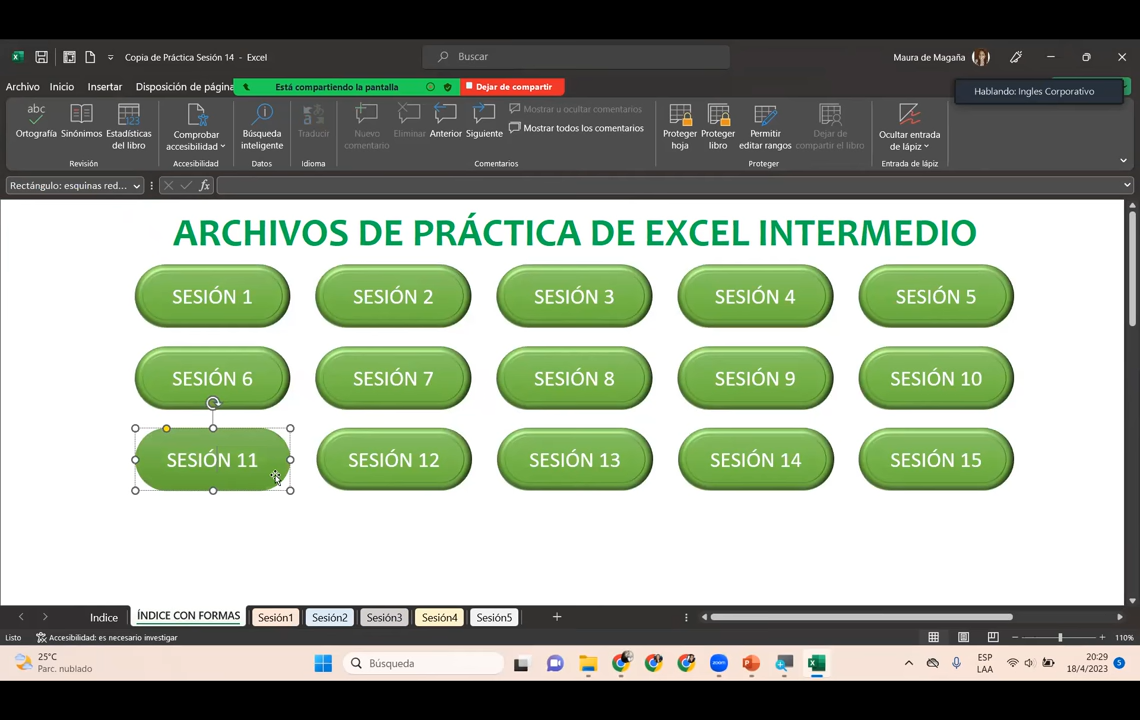 Copia de Práctica Sesión 14 - Excel
Buscar
Maura de Magaña
Archivo Inicio Insertar Disposición de página
Está compartiendo la pantalla
Dejar de compartir
Hablando: Ingles Corporativo
abc
Ortografía Sinónimos Estadísticas del libro
Revisión
Comprobar accesibilidad
Accesibilidad
Búsqueda inteligente
Datos
Traducir
Idioma
Nuevo comentario
Eliminar
Anterior
Siguiente
Mostrar u ocultar comentarios
Mostrar todos los comentarios
Comentarios
Proteger hoja
Proteger libro
Permitir editar rangos
Dejar de compartir el libro
Proteger
Ocultar entrada de lápiz
Entrada de lápiz
Rectángulo: esquinas red...
fx
ARCHIVOS DE PRÁCTICA DE EXCEL INTERMEDIO
SESIÓN 1 SESIÓN 2 SESIÓN 3 SESIÓN 4 SESIÓN 5
SESIÓN 6 SESIÓN 7 SESIÓN 8 SESIÓN 9 SESIÓN 10
SESIÓN 11 SESIÓN 12 SESIÓN 13 SESIÓN 14 SESIÓN 15
Indice ÍNDICE CON FORMAS Sesión1 Sesión2 Sesión3 Sesión4 Sesión5
Listo Accesibilidad: es necesario investigar
110%
25°C
Parc. nublado
Búsqueda
ESP
LAA
20:29
18/4/2023
5